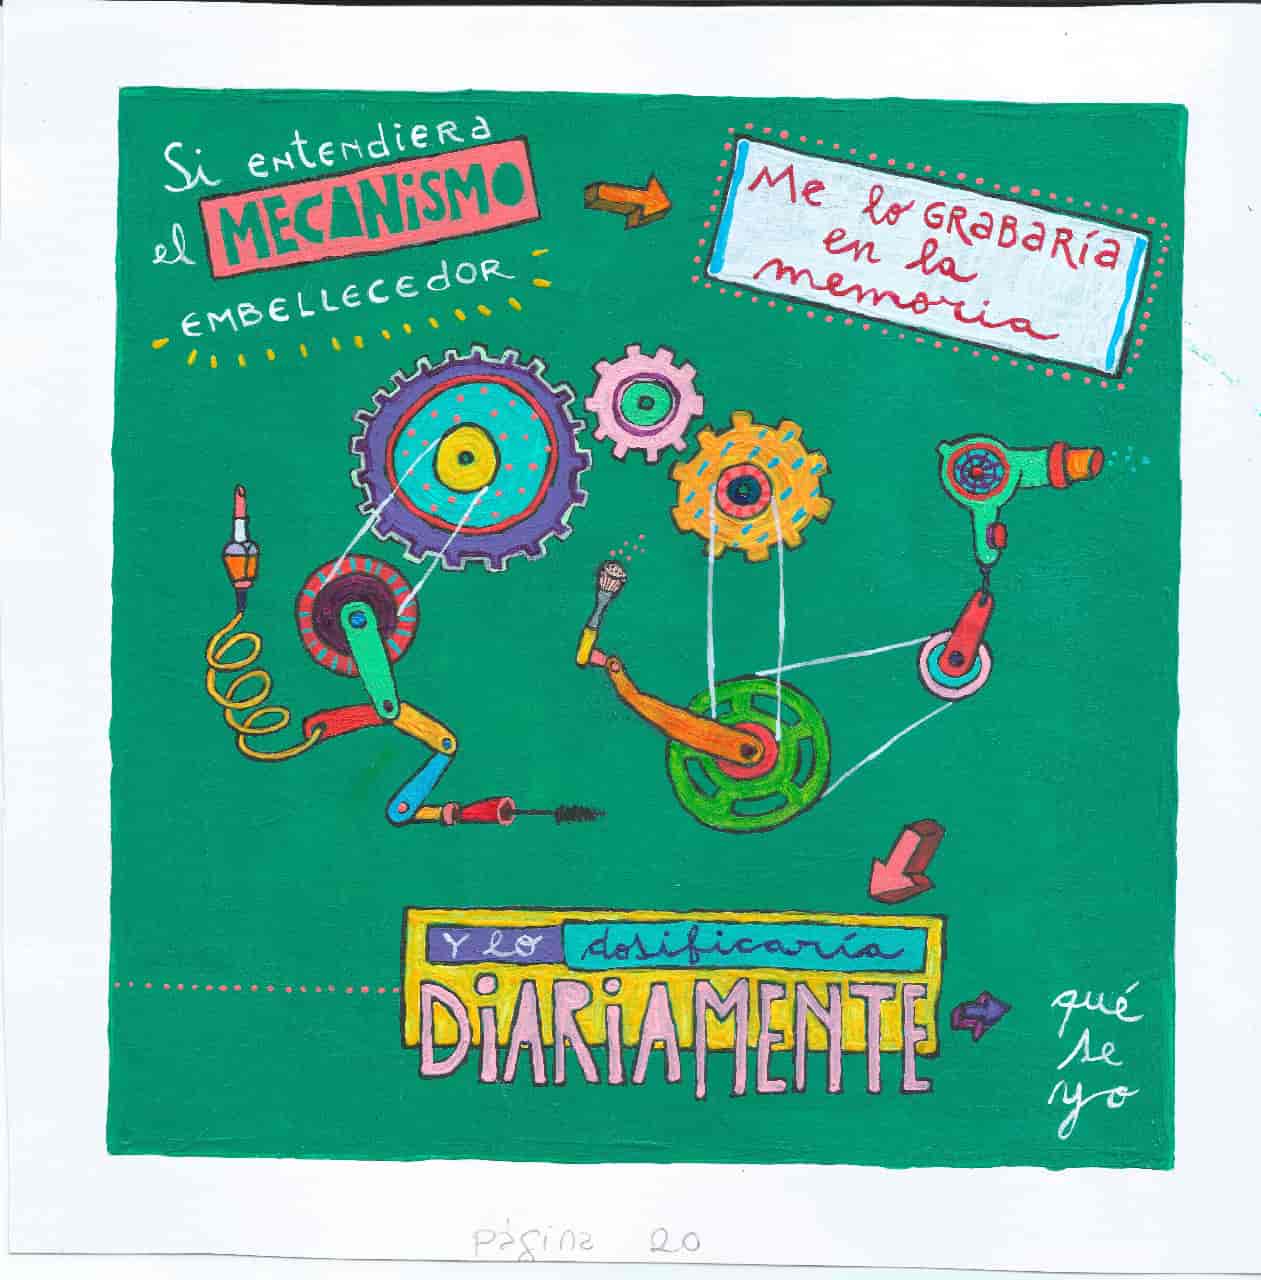 Si entendiera
el MECANiSMO
EMBELLECEdOR
Me lo GRABARÍA
en la
memoria
Y lo dosificaría
DiARiAMENTE
qué
se
yo
página 20